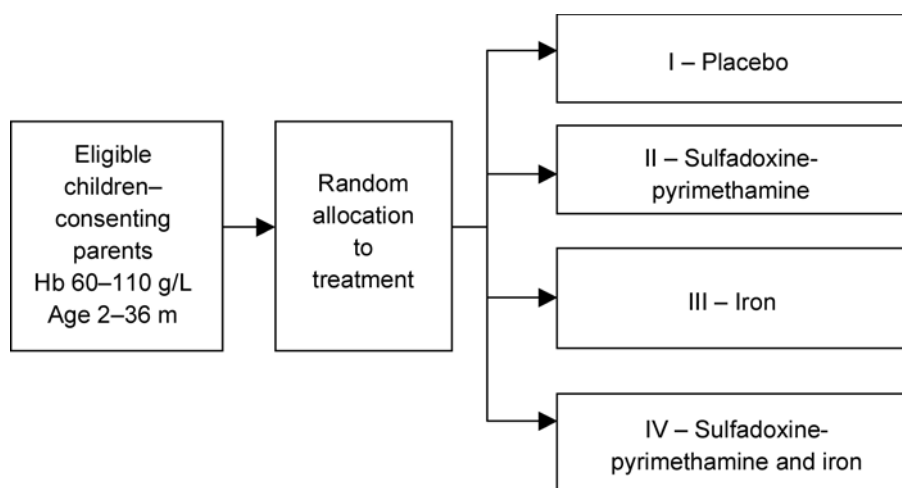 Eligible
children–
consenting
parents
Hb 60–110 g/L
Age 2–36 m
Random
allocation
to
treatment
I – Placebo
II – Sulfadoxine-
pyrimethamine
III – Iron
IV – Sulfadoxine-
pyrimethamine and iron